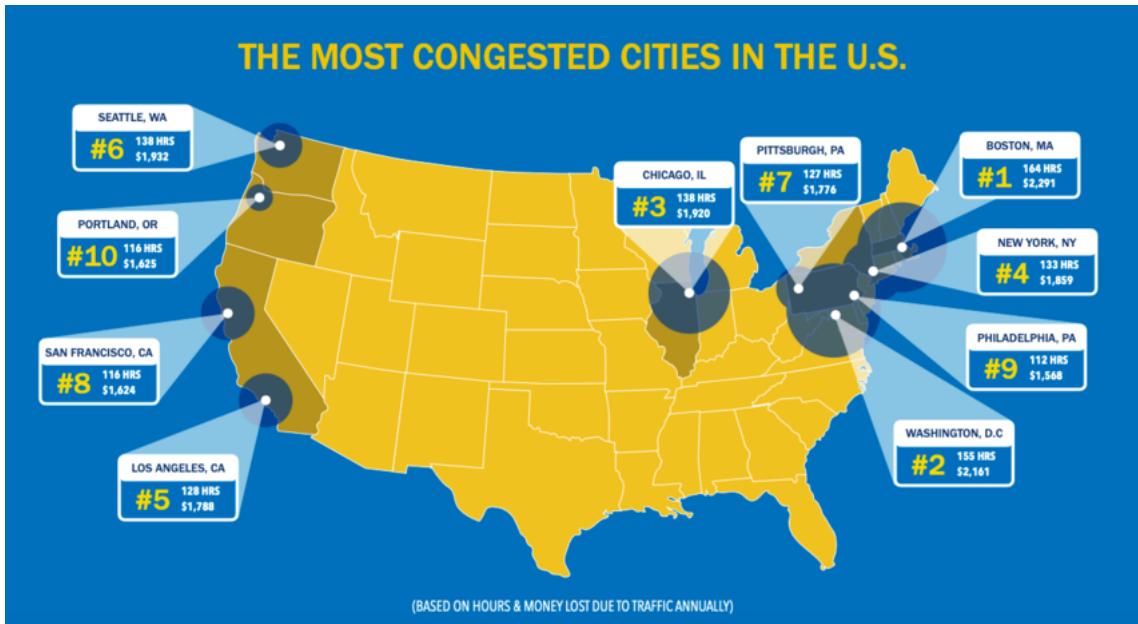 THE MOST CONGESTED CITIES IN THE U.S.
SEATTLE, WA
#6 138 HRS
$1,932
PORTLAND, OR
#10 116 HRS
$1,625
SAN FRANCISCO, CA
#8 116 HRS
$1,624
LOS ANGELES, CA
#5 128 HRS
$1,788
CHICAGO, IL
#3 138 HRS
$1,920
PITTSBURGH, PA
#7 127 HRS
$1,776
BOSTON, MA
#1 164 HRS
$2,291
NEW YORK, NY
#4 133 HRS
$1,859
PHILADELPHIA, PA
#9 112 HRS
$1,568
WASHINGTON, D.C
#2 155 HRS
$2,161
(BASED ON HOURS & MONEY LOST DUE TO TRAFFIC ANNUALLY)